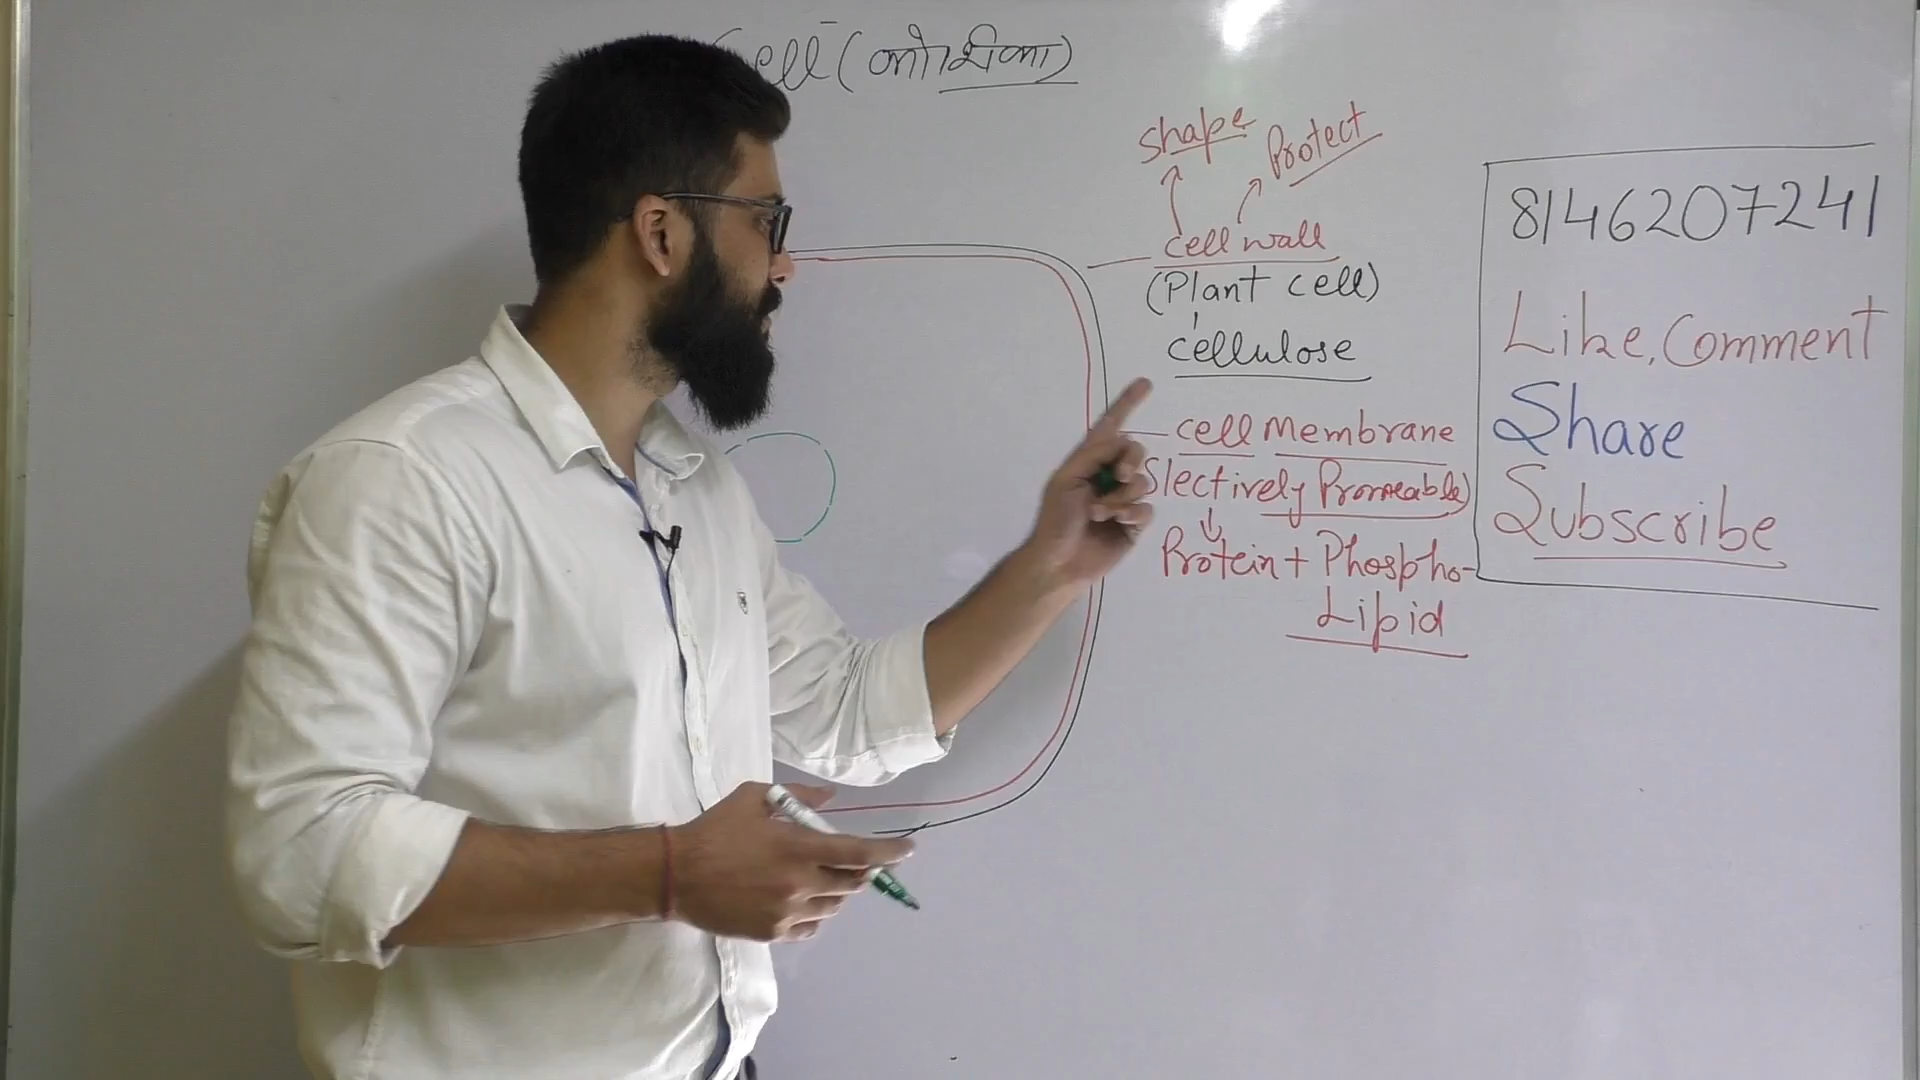 Cell (कोशिका)
Shape Protect
cell wall
(Plant cell)
cellulose
cell Membrane
Slectively Prormeable)
Protein + Phospho-
Lipid
8146207241
Like, Comment
Share
Subscribe